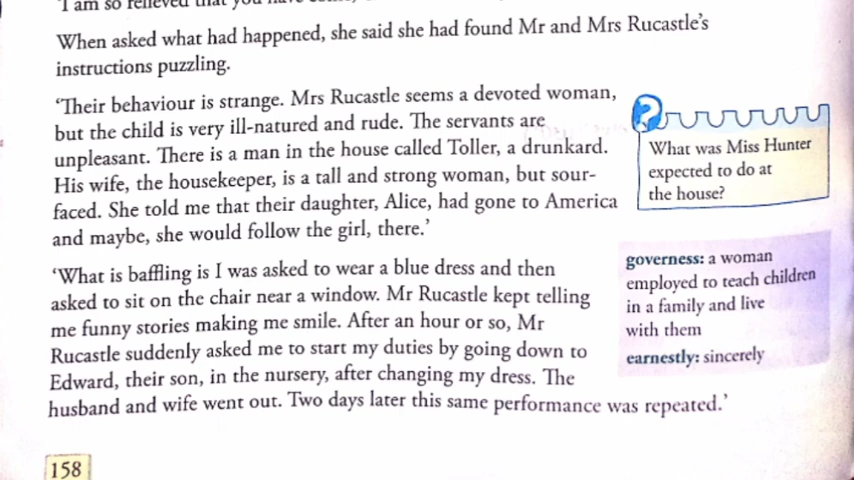 'I am so relieved that you have come,
When asked what had happened, she said she had found Mr and Mrs Rucastle's
instructions puzzling.
'Their behaviour is strange. Mrs Rucastle seems a devoted woman,
but the child is very ill-natured and rude. The servants are
unpleasant. There is a man in the house called Toller, a drunkard.
His wife, the housekeeper, is a tall and strong woman, but sour-
faced. She told me that their daughter, Alice, had gone to America
and maybe, she would follow the girl, there.'
?
What was Miss Hunter
expected to do at
the house?
'What is baffling is I was asked to wear a blue dress and then
asked to sit on the chair near a window. Mr Rucastle kept telling
me funny stories making me smile. After an hour or so, Mr
Rucastle suddenly asked me to start my duties by going down to
Edward, their son, in the nursery, after changing my dress. The
husband and wife went out. Two days later this same performance was repeated.'
governess: a woman
employed to teach children
in a family and live
with them
earnestly: sincerely
158